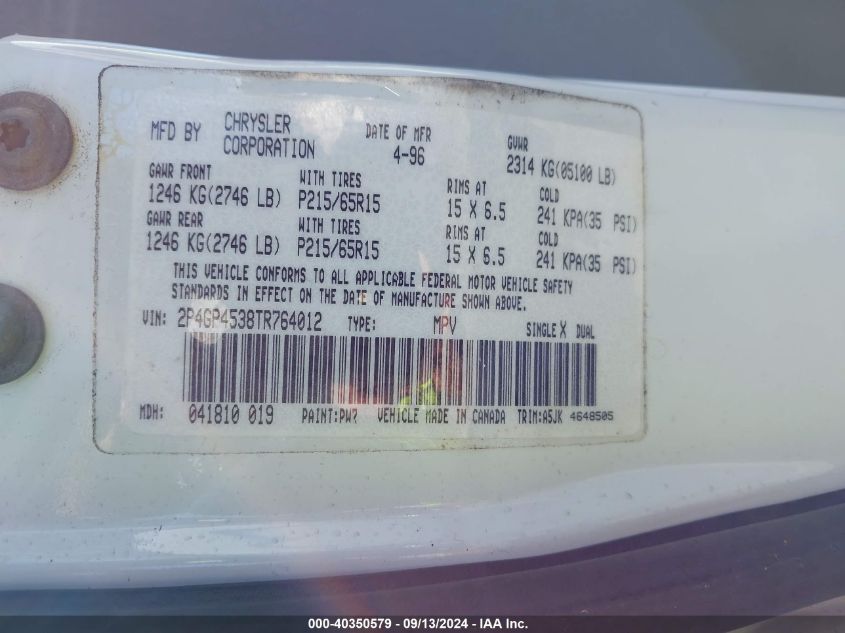 MFD BY CHRYSLER CORPORATION DATE OF MFR 4-96 GVWR 2314 KG(05100 LB)
GAWR FRONT WITH TIRES RIMS AT COLD
1246 KG(2746 LB) P215/65R15 15 X 6.5 241 KPA(35 PSI)
GAWR REAR WITH TIRES RIMS AT COLD
1246 KG(2746 LB) P215/65R15 15 X 6.5 241 KPA(35 PSI)
THIS VEHICLE CONFORMS TO ALL APPLICABLE FEDERAL MOTOR VEHICLE SAFETY
STANDARDS IN EFFECT ON THE DATE OF MANUFACTURE SHOWN ABOVE.
VIN: 2P4GP4538TR764012 TYPE: MPV SINGLE X DUAL
MDH: 041810 019 PAINT:PW7 VEHICLE MADE IN CANADA TRIM:A5JK 4648505
000-40350579 - 09/13/2024 - IAA Inc.